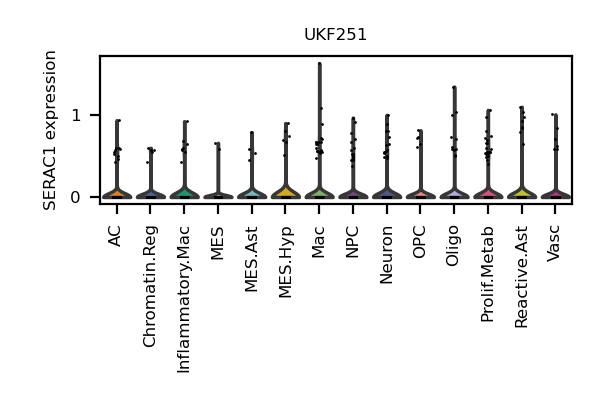 UKF251
SERAC1 expression
1
0
AC
Chromatin.Reg
Inflammatory.Mac
MES
MES.Ast
MES.Hyp
Mac
NPC
Neuron
OPC
Oligo
Prolif.Metab
Reactive.Ast
Vasc